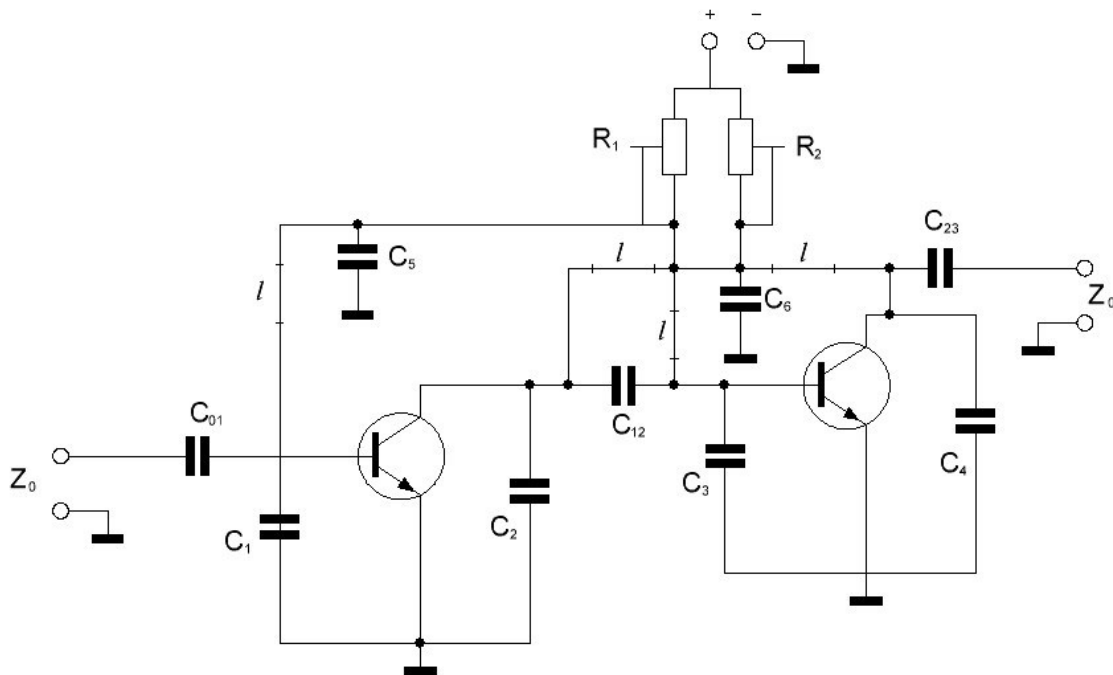 + −
R₁ R₂
C₂₃
l C₅ l l C₆ Z₀
l
C₀₁ C₁₂
Z₀ C₃ C₄
C₁ C₂